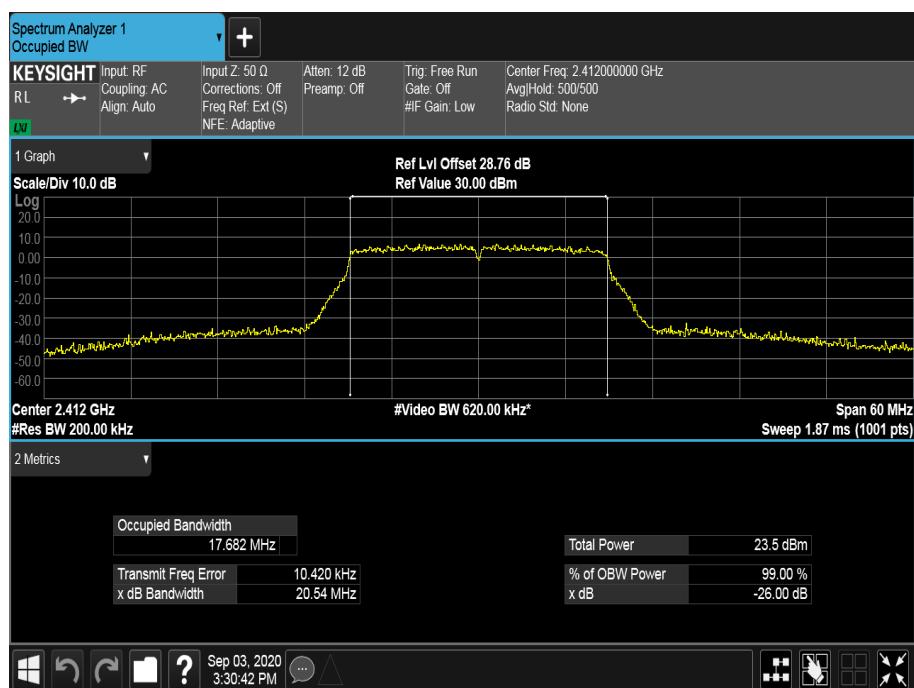 Spectrum Analyzer 1
Occupied BW
+
KEYSIGHT Input: RF Input Z: 50 Ω Atten: 12 dB Trig: Free Run Center Freq: 2.412000000 GHz
RL Coupling: AC Corrections: Off Preamp: Off Gate: Off Avg|Hold: 500/500
Align: Auto Freq Ref: Ext (S) #IF Gain: Low Radio Std: None
LXI NFE: Adaptive
1 Graph
Ref Lvl Offset 28.76 dB
Scale/Div 10.0 dB Ref Value 30.00 dBm
Log
20.0
10.0
0.00
-10.0
-20.0
-30.0
-40.0
-50.0
-60.0
Center 2.412 GHz #Video BW 620.00 kHz* Span 60 MHz
#Res BW 200.00 kHz Sweep 1.87 ms (1001 pts)
2 Metrics
Occupied Bandwidth
17.682 MHz Total Power 23.5 dBm
Transmit Freq Error 10.420 kHz % of OBW Power 99.00 %
x dB Bandwidth 20.54 MHz x dB -26.00 dB
? Sep 03, 2020
3:30:42 PM